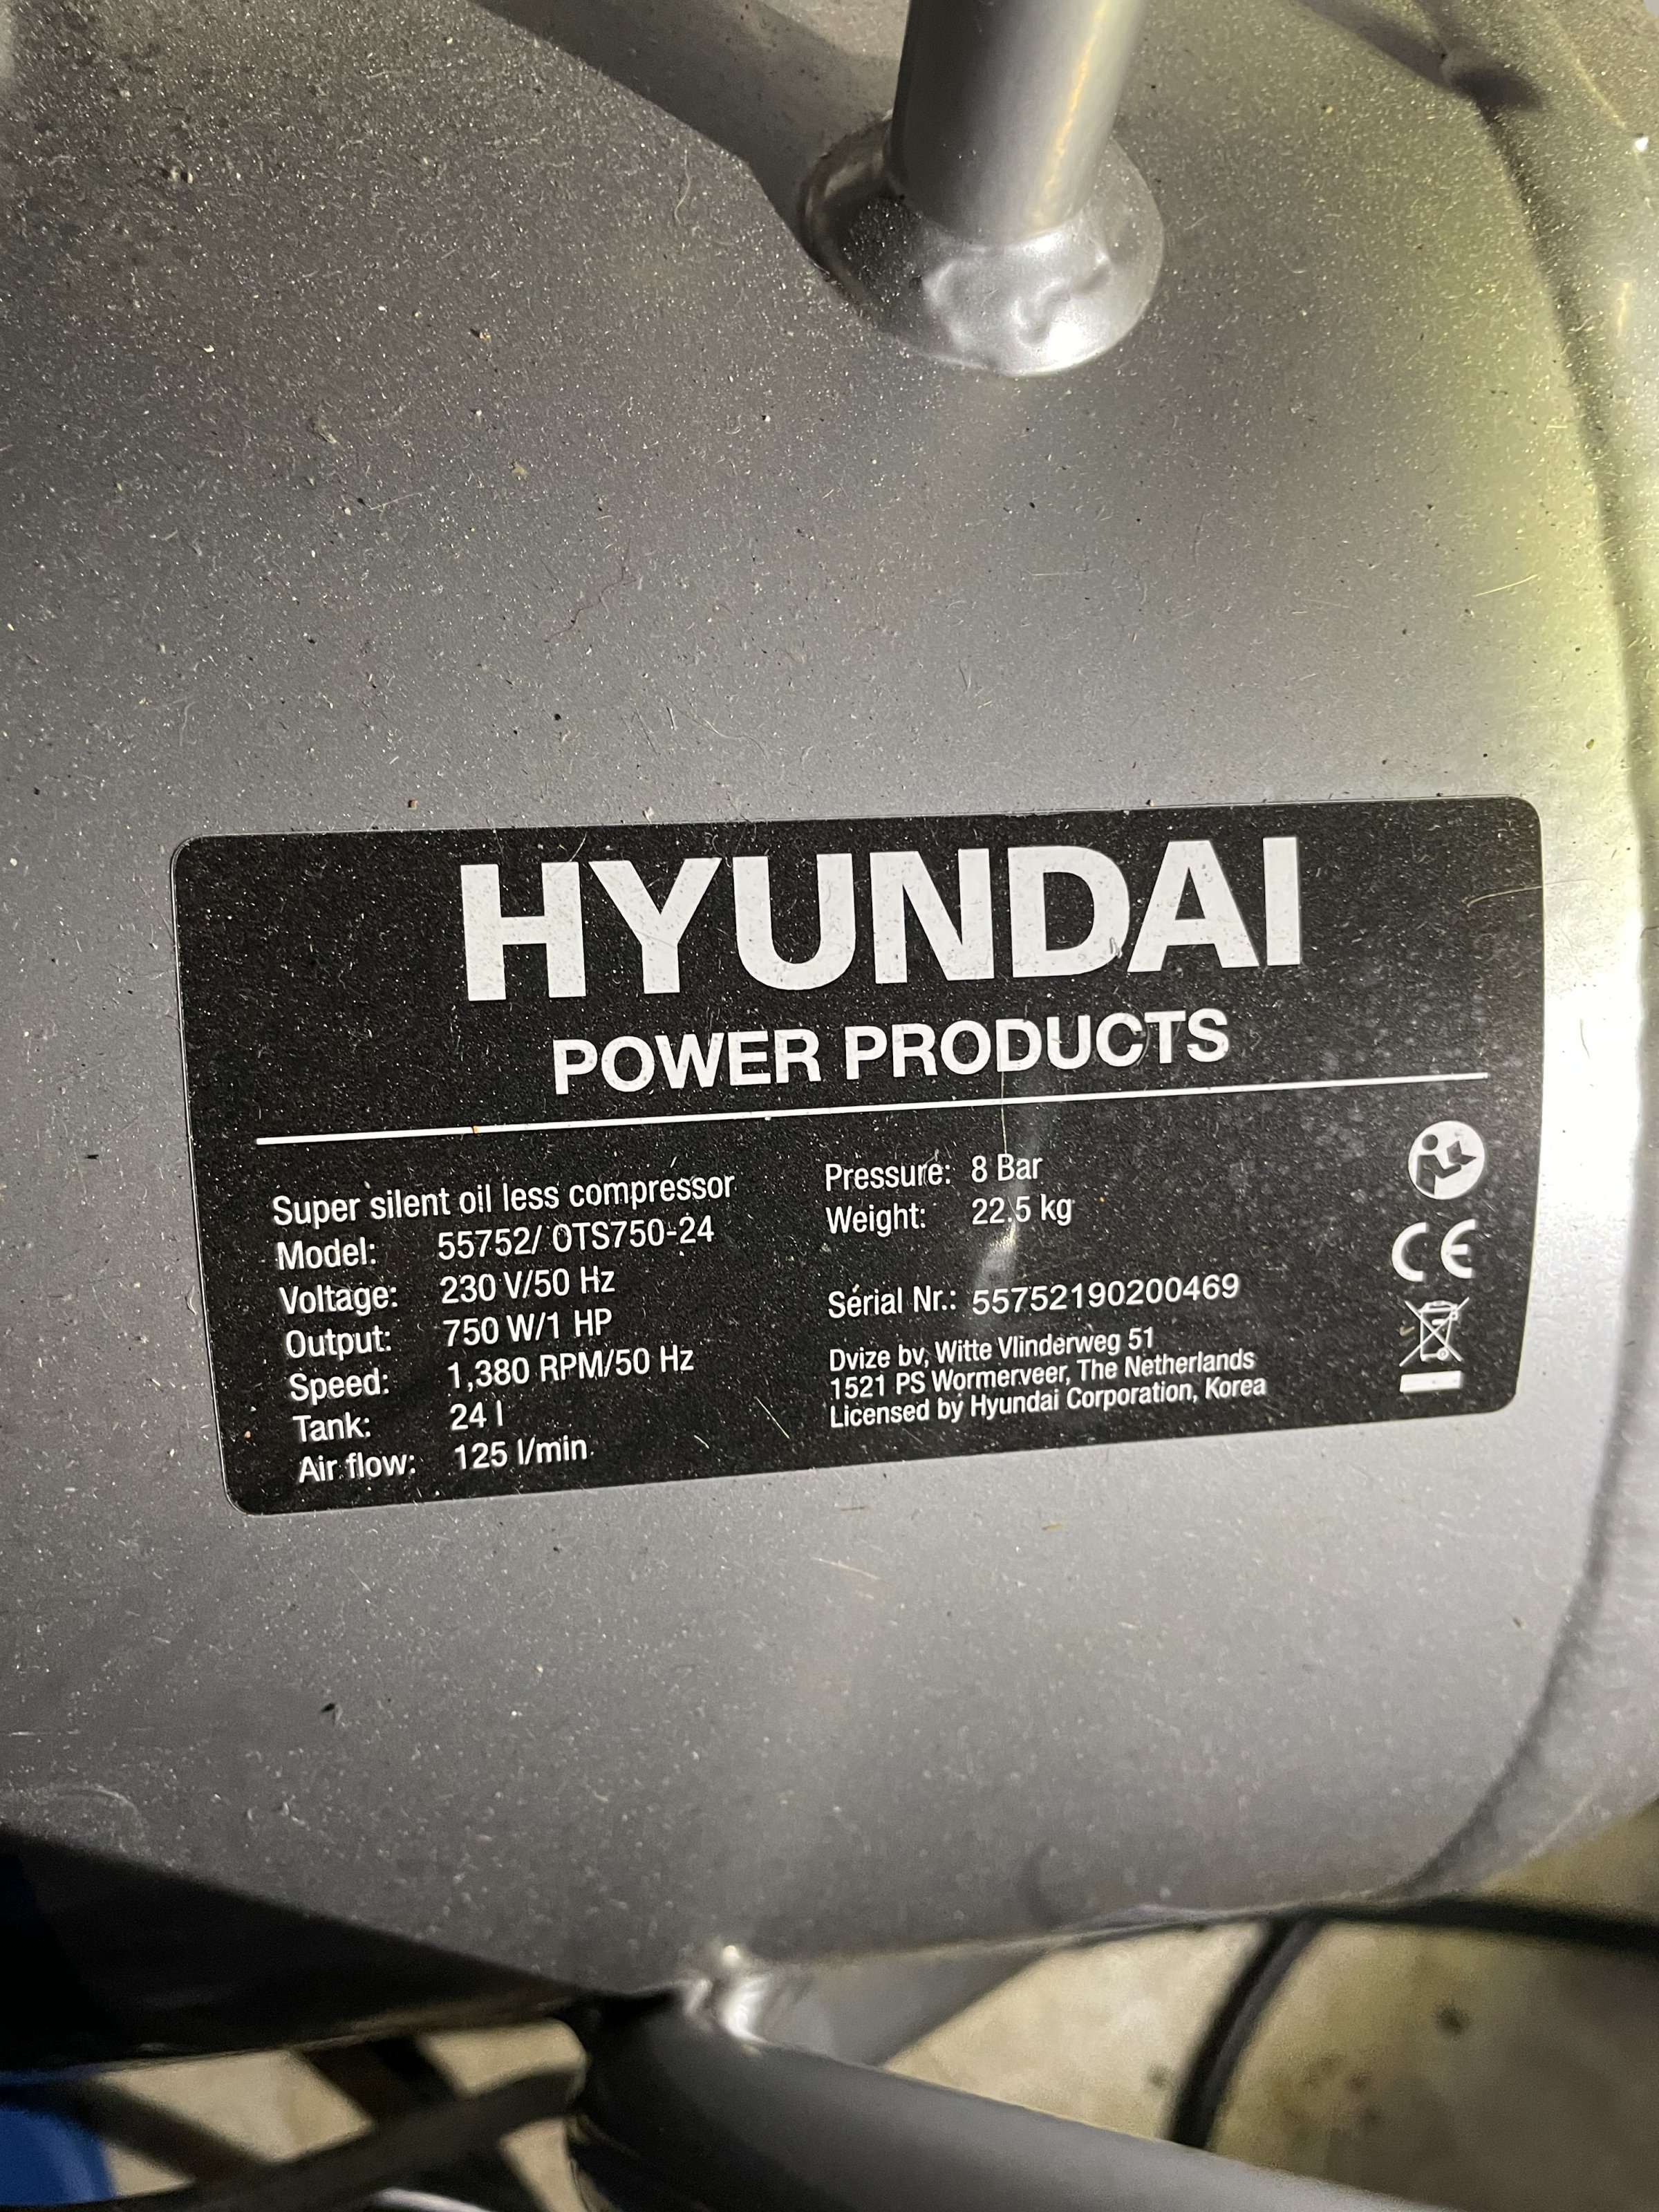 HYUNDAI
POWER PRODUCTS
Super silent oil less compressor
Model: 55752/ OTS750-24
Voltage: 230 V/50 Hz
Output: 750 W/1 HP
Speed: 1,380 RPM/50 Hz
Tank: 24 l
Air flow: 125 l/min
Pressure: 8 Bar
Weight: 22.5 kg
Serial Nr.: 55752190200469
Dvize bv, Witte Vlinderweg 51
1521 PS Wormerveer, The Netherlands
Licensed by Hyundai Corporation, Korea
CE